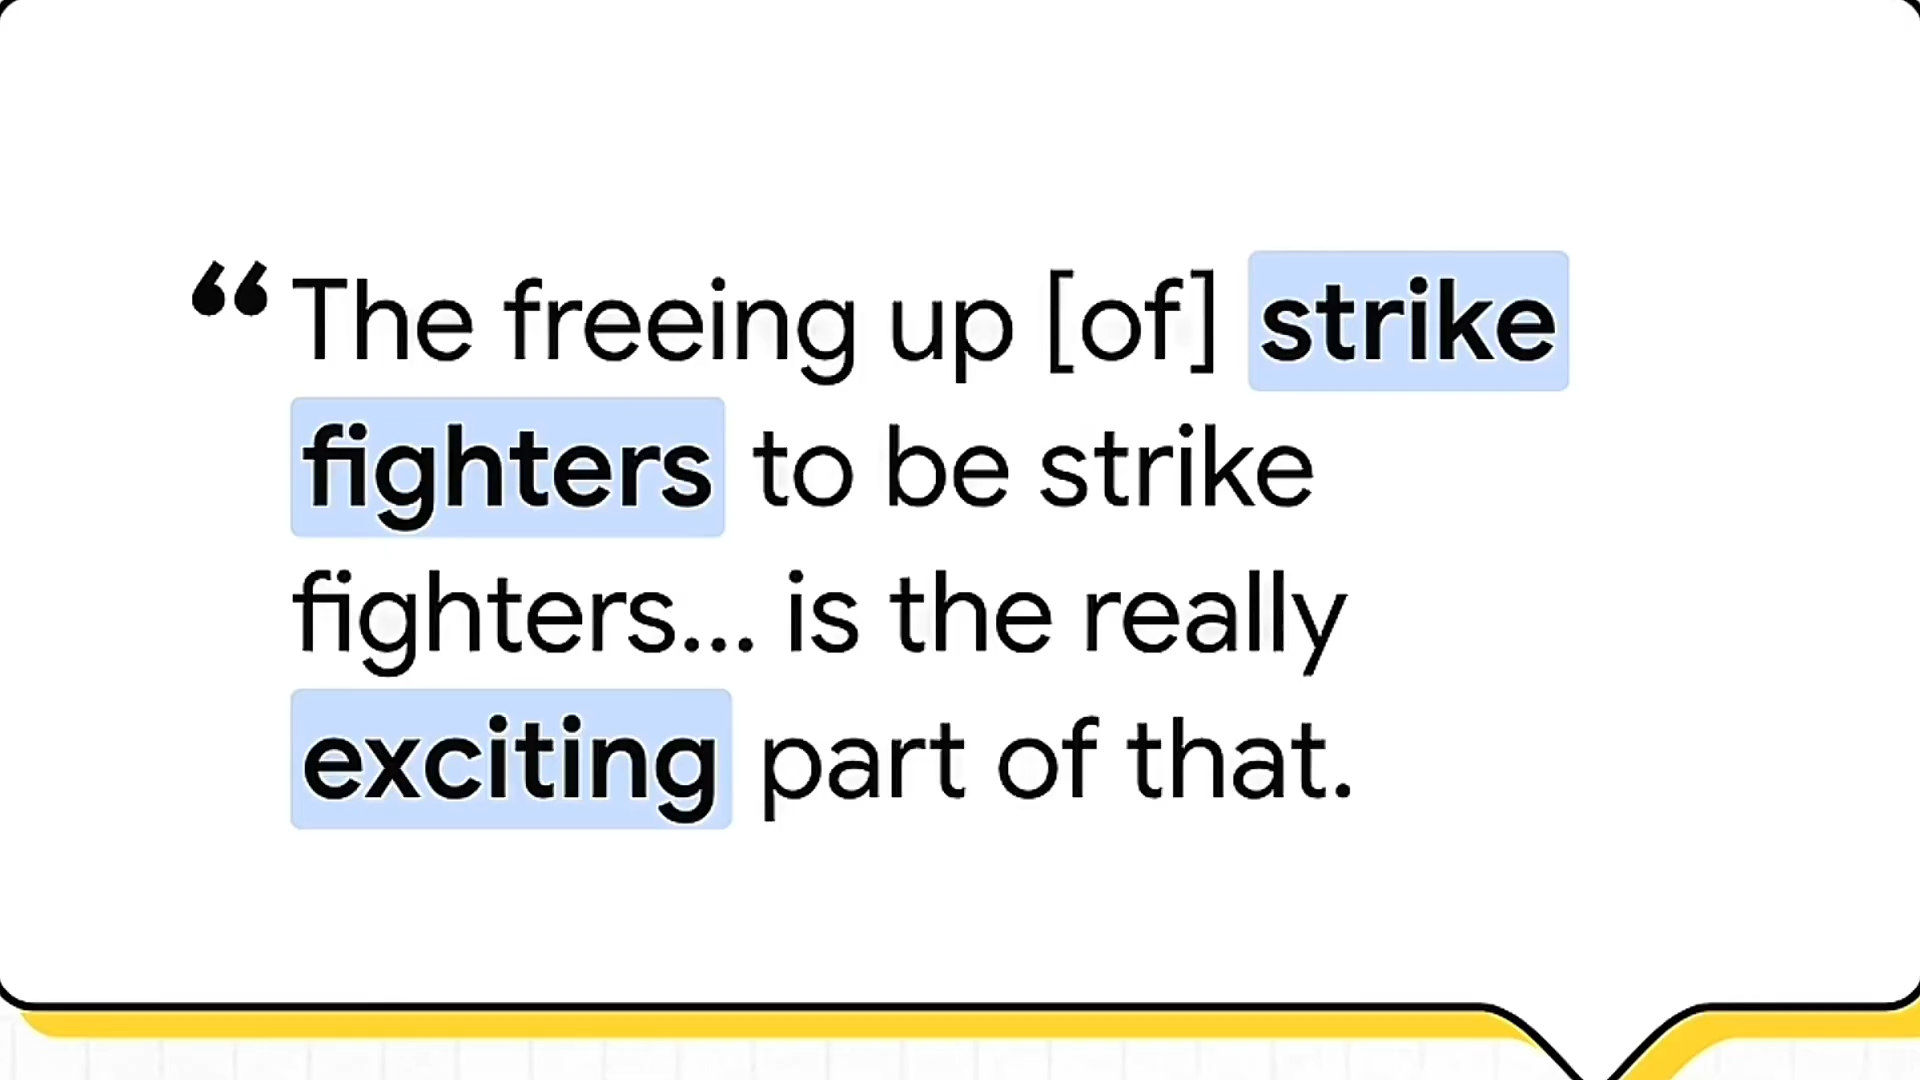 “The freeing up [of] strike
fighters to be strike
fighters... is the really
exciting part of that.